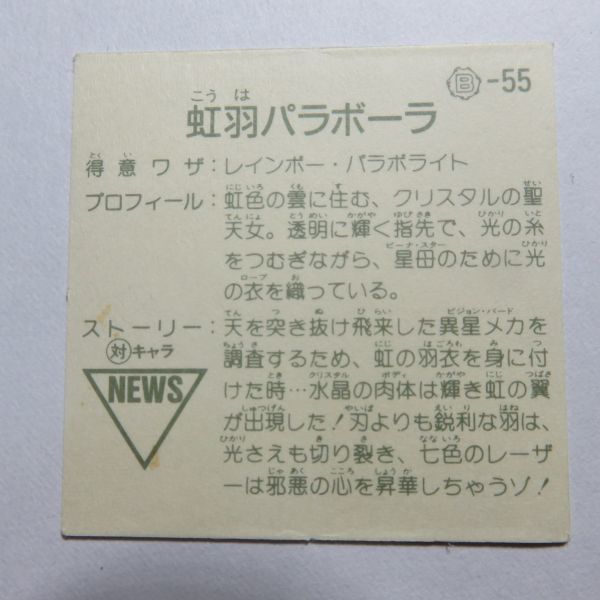 Ⓑ-55
こう は
虹羽パラボーラ
とく い
得意ワザ:レインボー・パラボライト
にじ いろ くも す せい
プロフィール:虹色の雲に住む、クリスタルの聖
てん にょ とう めい かがや ゆび さき ひかり いと
天女。透明に輝く指先で、光の糸
ビーナ・スター ひかり
をつむぎながら、星母のために光
ローブ お
の衣を織っている。
てん つ ぬ ひ らい ビジョン・バード
ストーリー:天を突き抜け飛来した異星メカを
ちょう さ にじ は ごろも み つ
対キャラ 調査するため、虹の羽衣を身に付
とき クリスタル ボディ かがや にじ つばさ
NEWS けた時…水晶の肉体は輝き虹の翼
しゅつげん やいば えい り はね
が出現した!刃よりも鋭利な羽は、
ひかり き さ なな いろ
光さえも切り裂き、七色のレーザ
じゃ あく こころ しょう か
ーは邪悪の心を昇華しちゃうゾ!